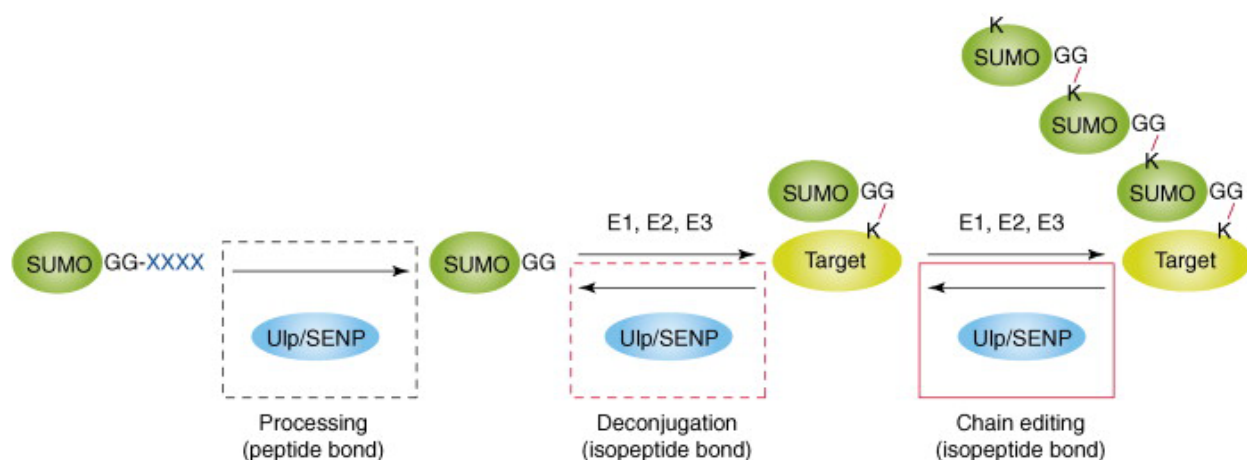 K
SUMO GG
K
SUMO GG
K
SUMO GG
K
Target
SUMO GG
K
Target
E1, E2, E3
E1, E2, E3
SUMO GG-XXXX
SUMO GG
Ulp/SENP
Ulp/SENP
Ulp/SENP
Processing
(peptide bond)
Deconjugation
(isopeptide bond)
Chain editing
(isopeptide bond)